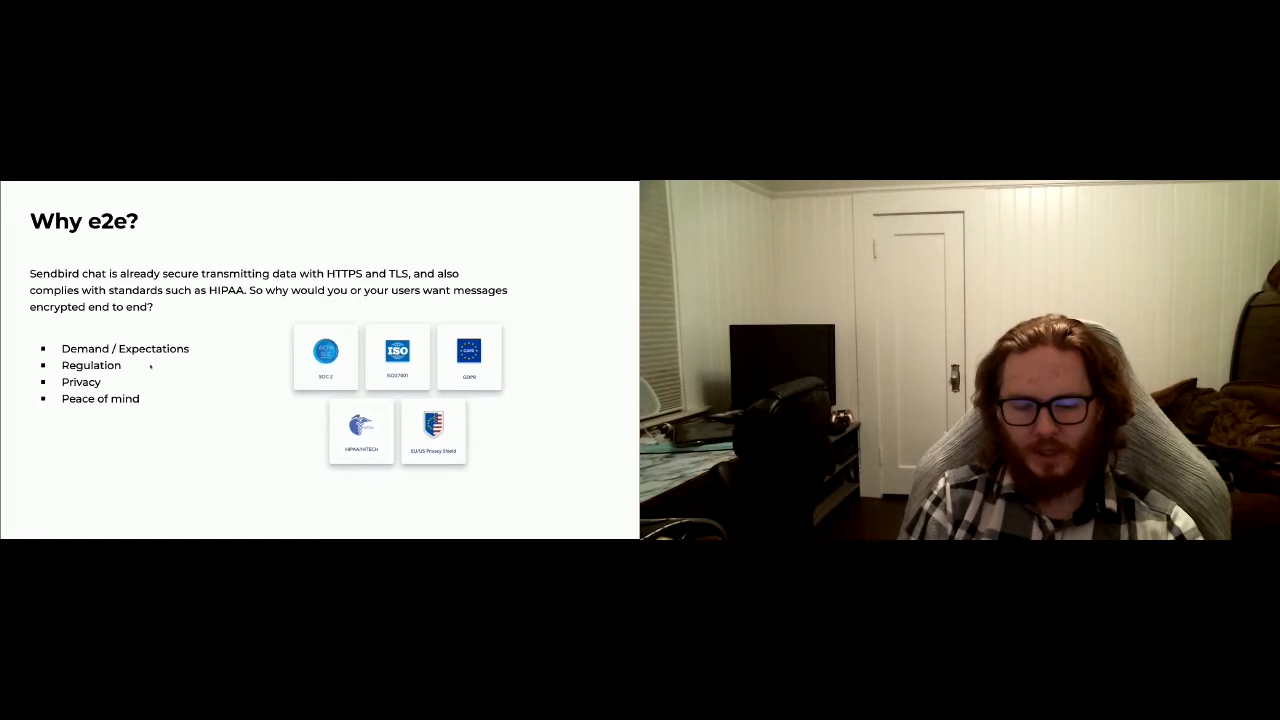 Why e2e?
Sendbird chat is already secure transmitting data with HTTPS and TLS, and also
complies with standards such as HIPAA. So why would you or your users want messages
encrypted end to end?
Demand / Expectations
Regulation
Privacy
Peace of mind
SOC
ISO
GDPR
SOC 2
ISO27001
GDPR
HIPAA/HITECH
EU/US Privacy Shield